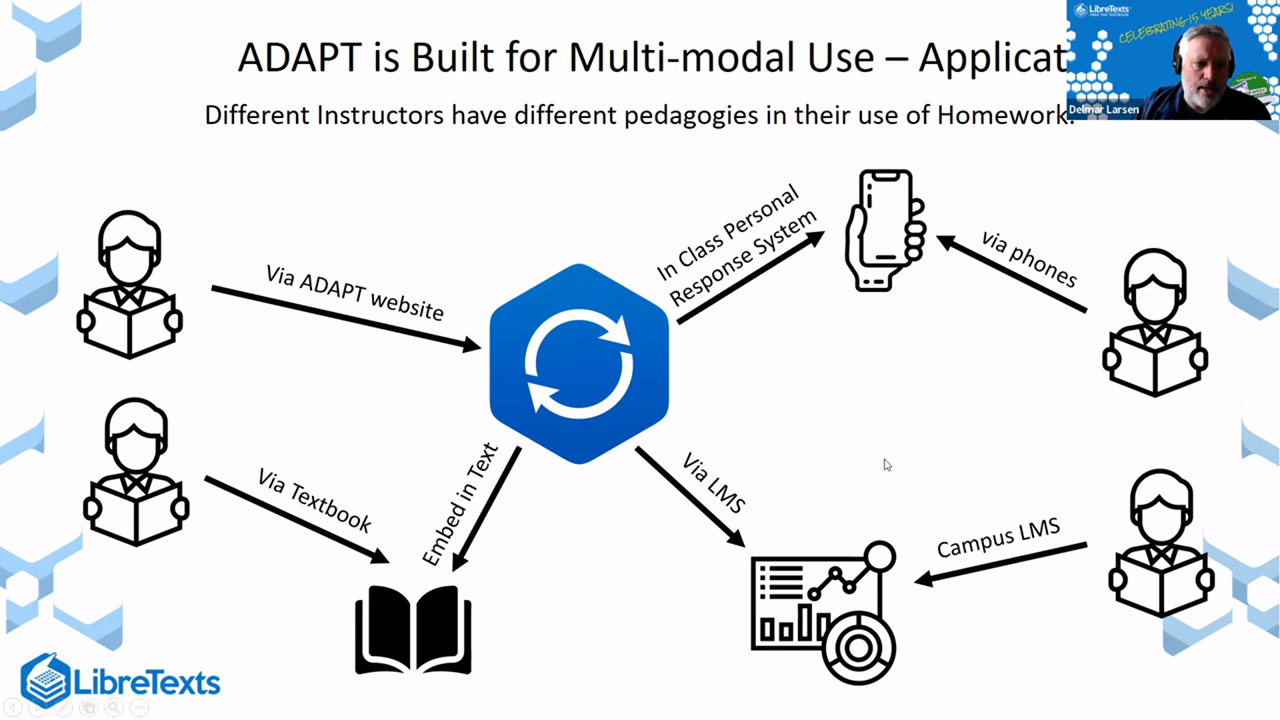 ADAPT is Built for Multi-modal Use – Applicat
Different Instructors have different pedagogies in their use of Homework.
LibreTexts
CELEBRATING 15 YEARS!
Delmar Larsen
In Class Personal
Response System
via phones
Via ADAPT website
Via Textbook
Embed in Text
Via LMS
Campus LMS
LibreTexts